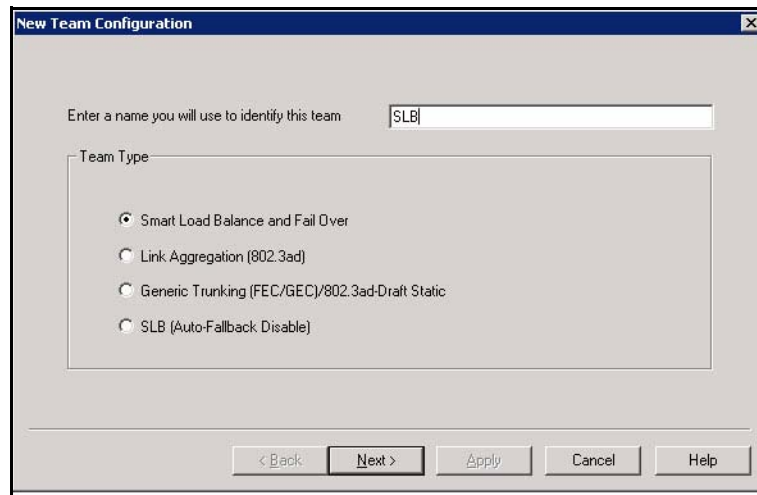 New Team Configuration
Enter a name you will use to identify this team SLB
Team Type
Smart Load Balance and Fail Over
Link Aggregation (802.3ad)
Generic Trunking (FEC/GEC)/802.3ad-Draft Static
SLB (Auto-Fallback Disable)
< Back Next > Apply Cancel Help